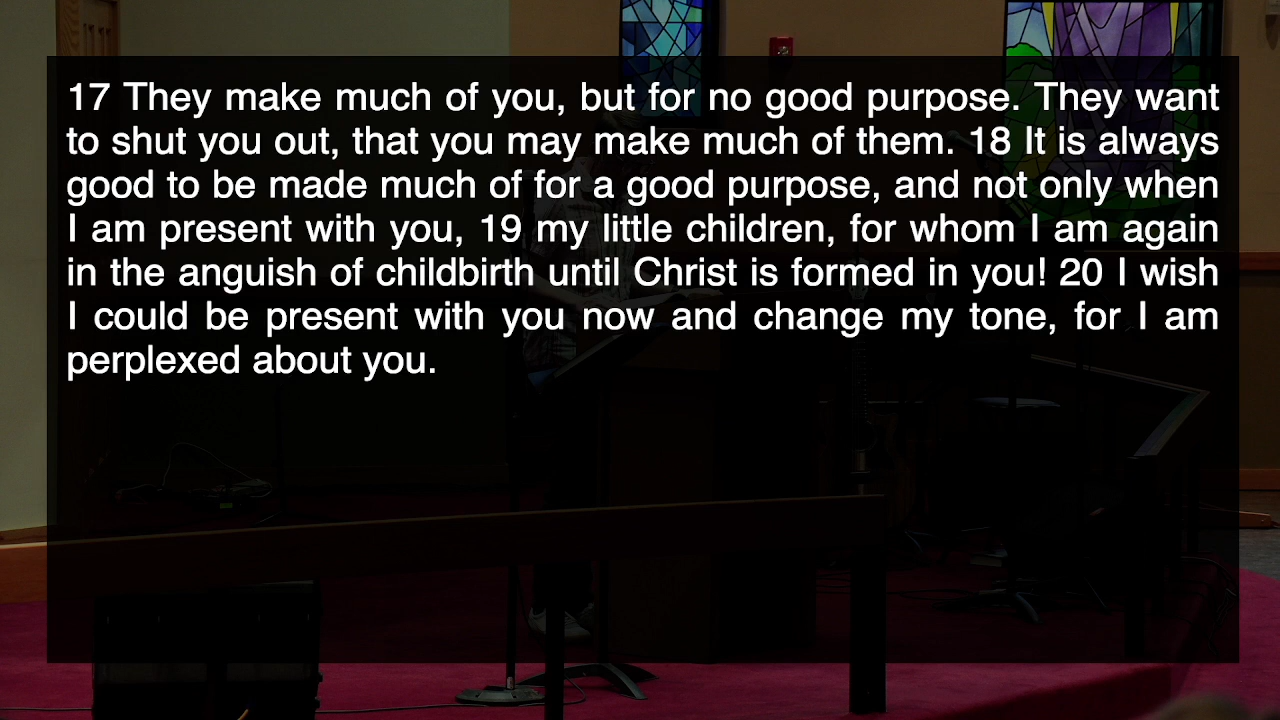 17 They make much of you, but for no good purpose. They want
to shut you out, that you may make much of them. 18 It is always
good to be made much of for a good purpose, and not only when
I am present with you, 19 my little children, for whom I am again
in the anguish of childbirth until Christ is formed in you! 20 I wish
I could be present with you now and change my tone, for I am
perplexed about you.